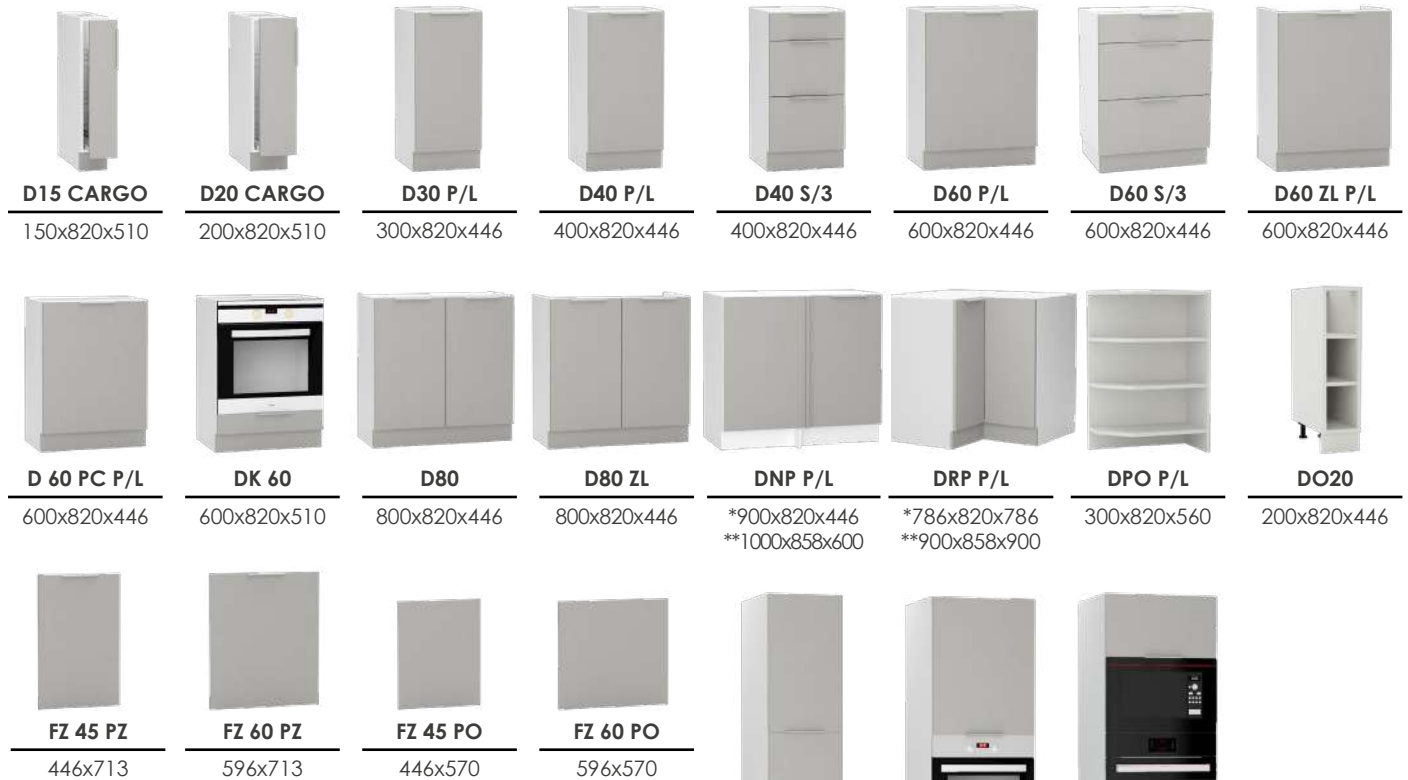 D15 CARGO D20 CARGO D30 P/L D40 P/L D40 S/3 D60 P/L D60 S/3 D60 ZL P/L
150x820x510 200x820x510 300x820x446 400x820x446 400x820x446 600x820x446 600x820x446 600x820x446
D 60 PC P/L DK 60 D80 D80 ZL DNP P/L DRP P/L DPO P/L DO20
600x820x446 600x820x510 800x820x446 800x820x446 *900x820x446 *786x820x786 300x820x560 200x820x446
**1000x858x600 **900x858x900
FZ 45 PZ FZ 60 PZ FZ 45 PO FZ 60 PO
446x713 596x713 446x570 596x570